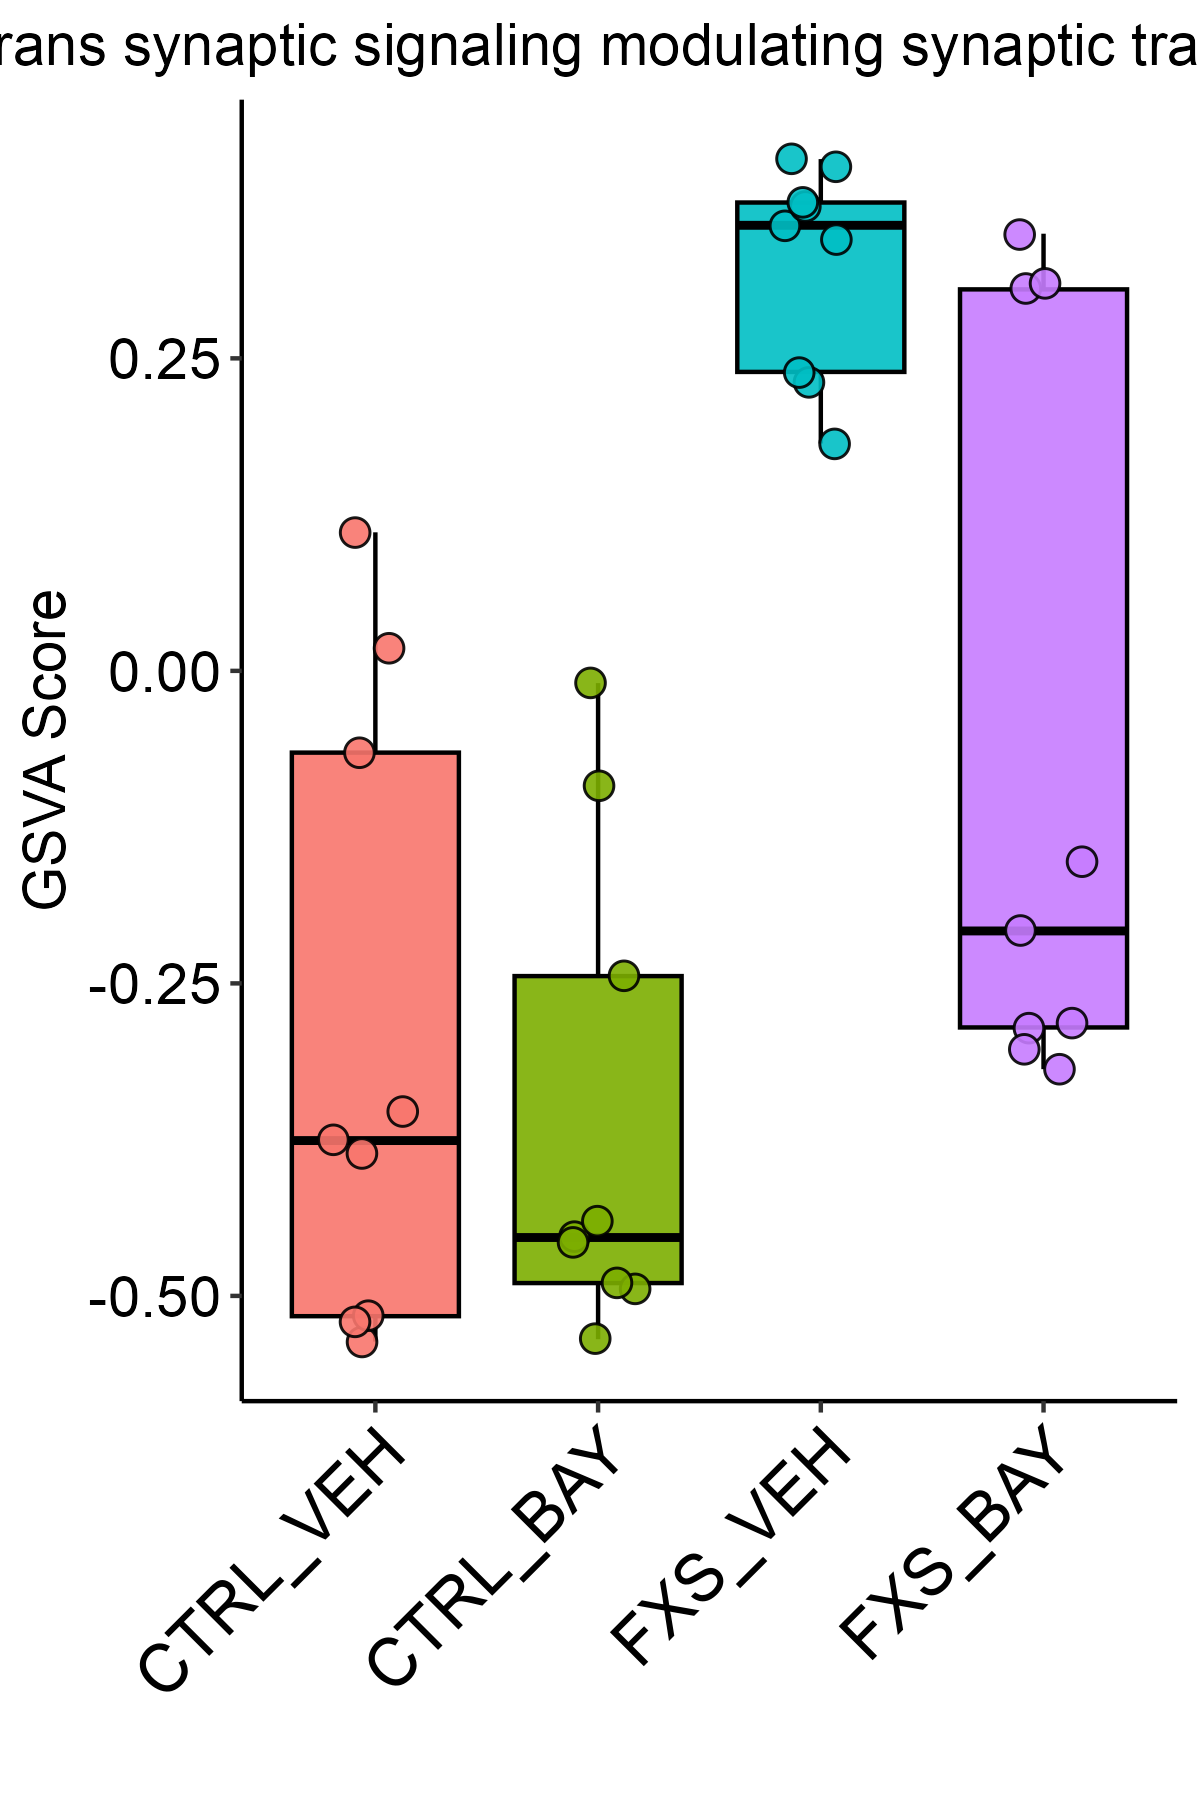 rans synaptic signaling modulating synaptic tra
GSVA Score
0.25
0.00
-0.25
-0.50
CTRL_VEH
CTRL_BAY
FXS_VEH
FXS_BAY